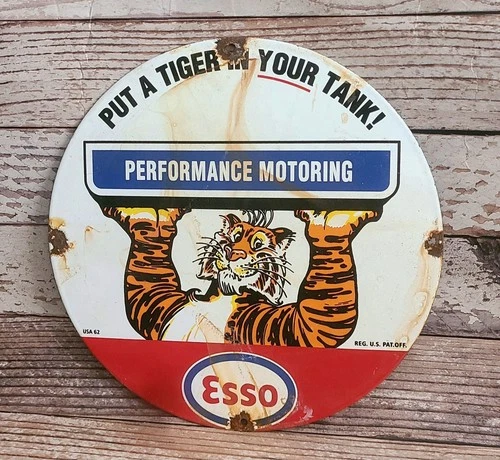 PUT A TIGER IN YOUR TANK!
PERFORMANCE MOTORING
USA 62
REG. U.S. PAT.OFF.
Esso